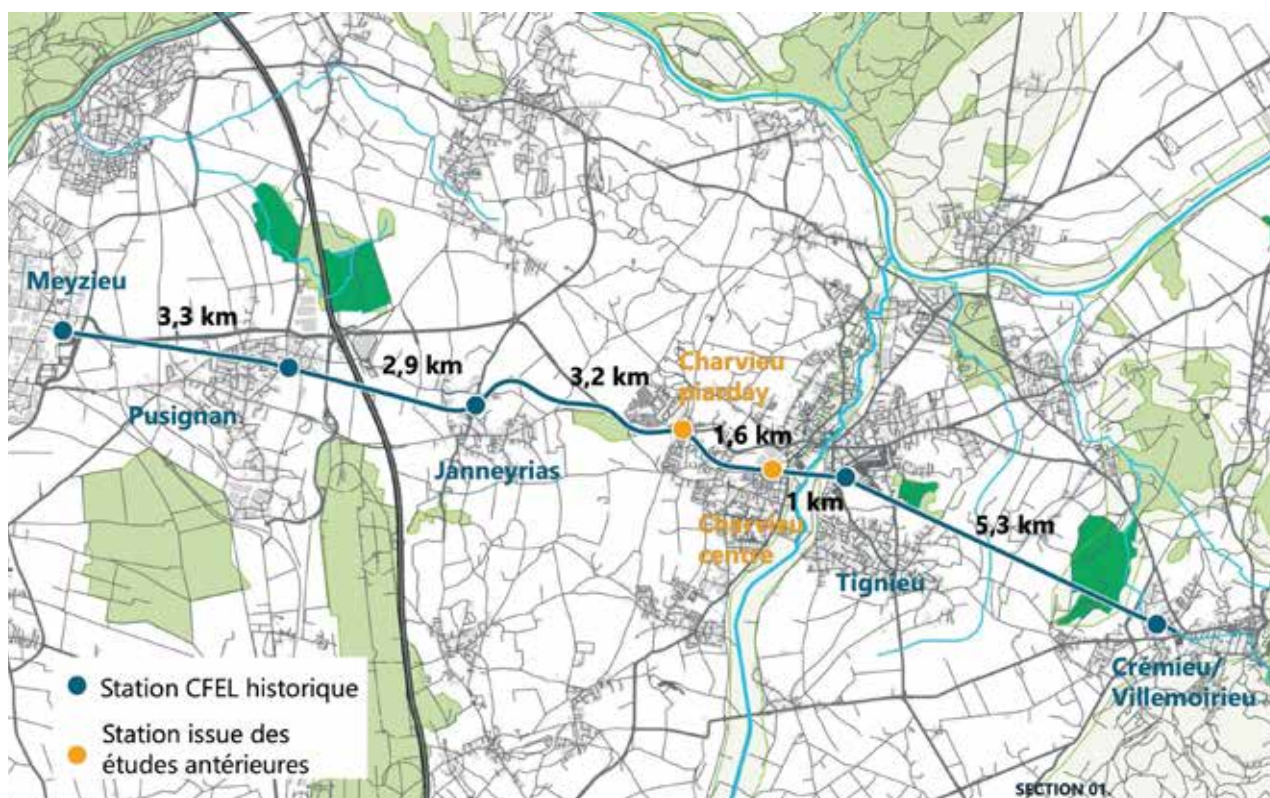 Meyzieu
3,3 km
Pusignan
2,9 km
Janneyrias
3,2 km
Charvieu
piarday
1,6 km
Charvieu
centre
1 km
Tignieu
5,3 km
Crémieu/
Villemoirieu
Station CFEL historique
Station issue des
études antérieures
SECTION 01.